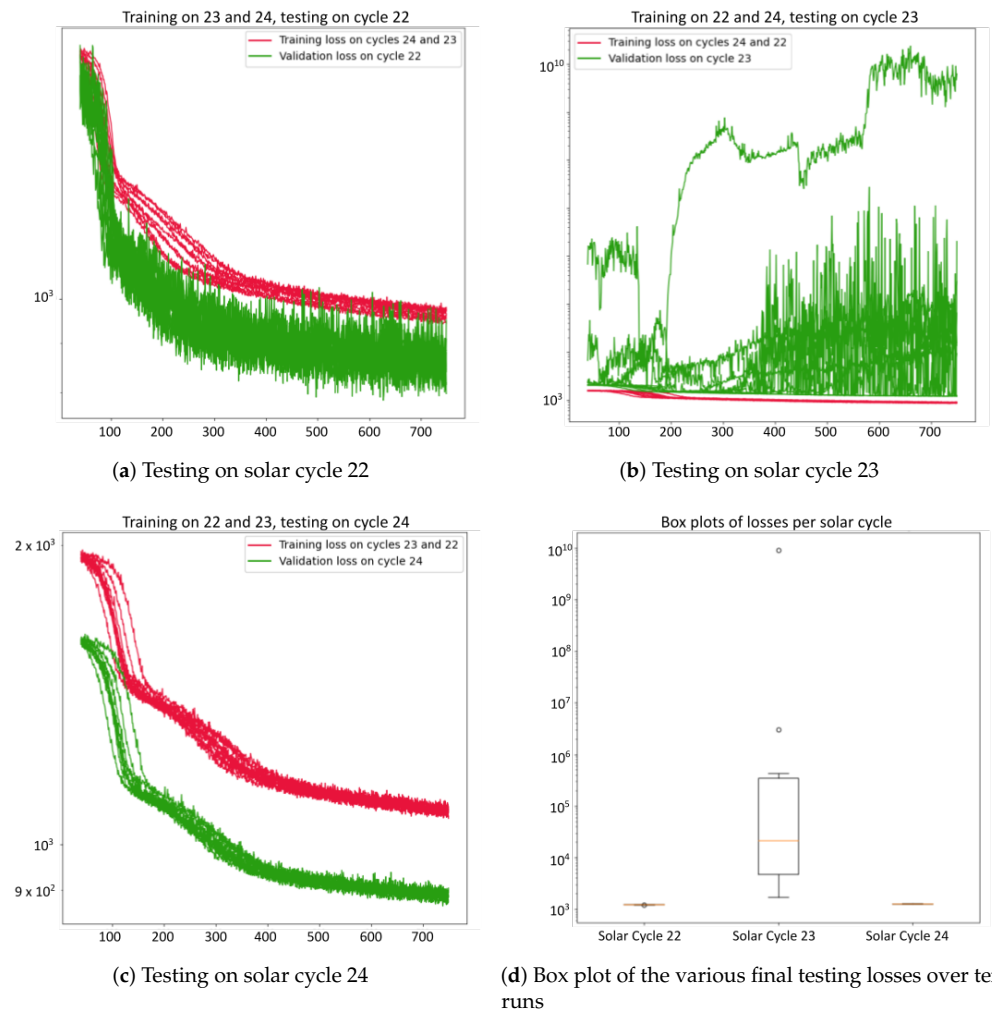 Training on 23 and 24, testing on cycle 22
Training loss on cycles 24 and 23
Validation loss on cycle 22
10³
100 200 300 400 500 600 700
(a) Testing on solar cycle 22
Training on 22 and 24, testing on cycle 23
Training loss on cycles 24 and 22
Validation loss on cycle 23
10¹⁰
10³
100 200 300 400 500 600 700
(b) Testing on solar cycle 23
Training on 22 and 23, testing on cycle 24
Training loss on cycles 23 and 22
Validation loss on cycle 24
2 x 10³
10³
9 x 10²
100 200 300 400 500 600 700
(c) Testing on solar cycle 24
Box plots of losses per solar cycle
10¹⁰
10⁹
10⁸
10⁷
10⁶
10⁵
10⁴
10³
Solar Cycle 22 Solar Cycle 23 Solar Cycle 24
(d) Box plot of the various final testing losses over te
runs